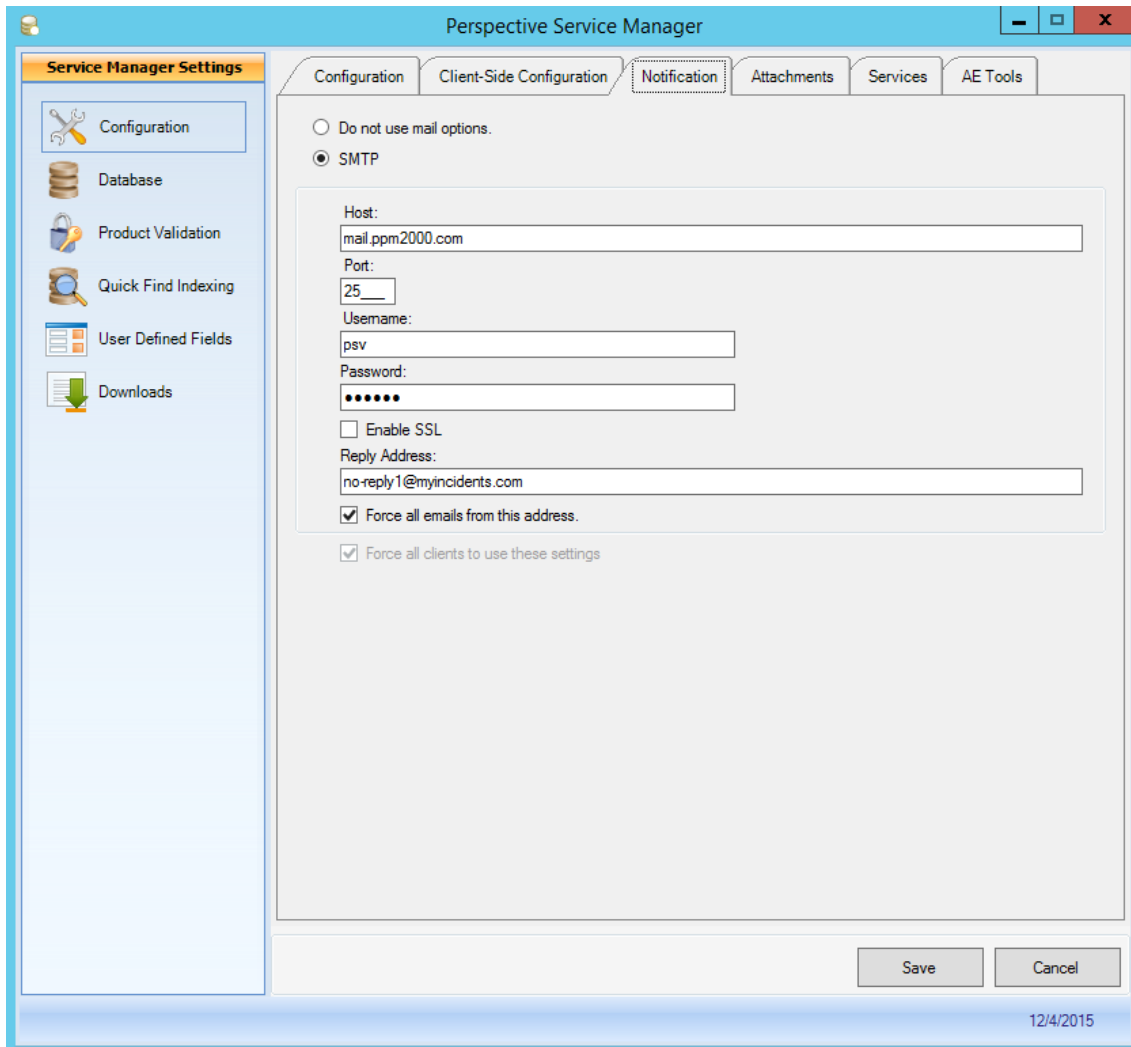 Perspective Service Manager
Service Manager Settings
Configuration
Database
Product Validation
Quick Find Indexing
User Defined Fields
Downloads
Configuration Client-Side Configuration Notification Attachments Services AE Tools
Do not use mail options.
SMTP
Host:
mail.ppm2000.com
Port:
25___
Username:
psv
Password:
●●●●●●
Enable SSL
Reply Address:
no-reply1@myincidents.com
Force all emails from this address.
Force all clients to use these settings
Save Cancel
12/4/2015